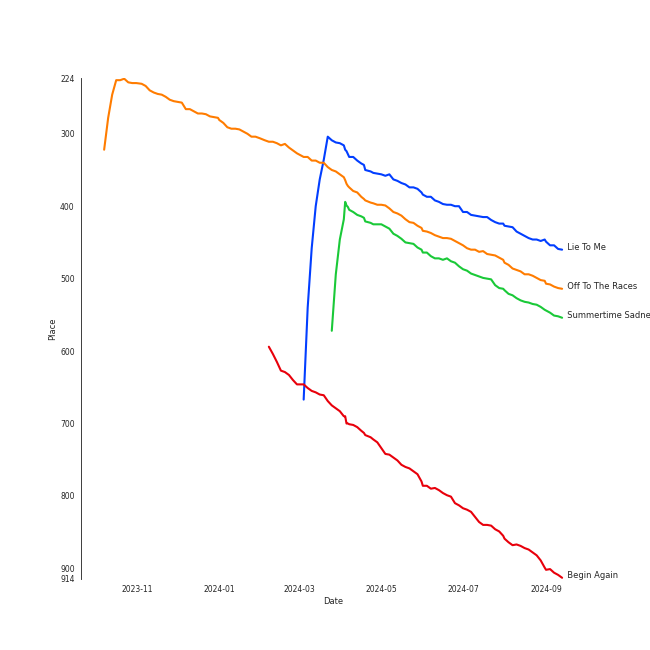 224
300
400
500
600
700
800
900
914
Place
2023-11
2024-01
2024-03
2024-05
2024-07
2024-09
Date
Lie To Me
Off To The Races
Summertime Sadne
Begin Again